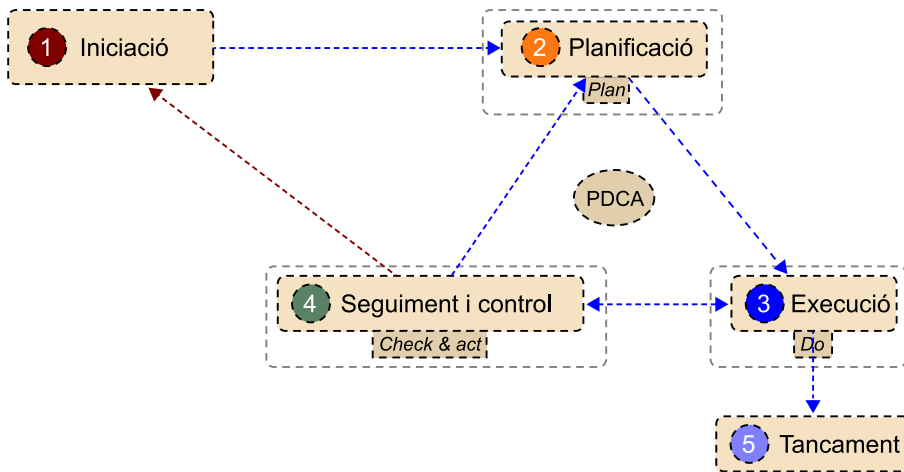 1 Iniciació
2 Planificació
Plan
PDCA
4 Seguiment i control
Check & act
3 Execució
Do
5 Tancament